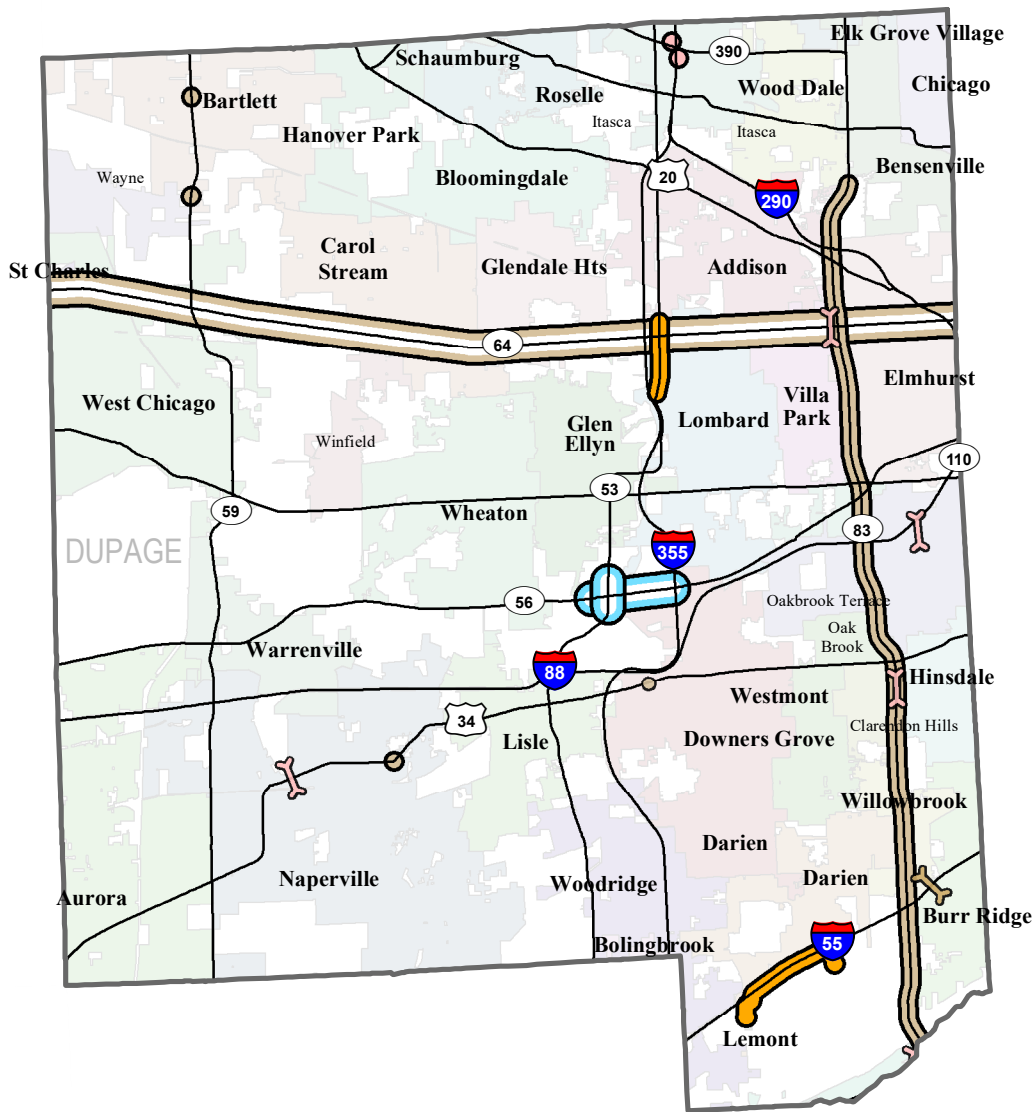 Elk Grove Village
390
Schaumburg
Wood Dale
Chicago
Roselle
Bartlett
Hanover Park
Itasca
Itasca
Bensenville
Wayne
Bloomingdale
20
290
Carol
Stream
Glendale Hts
Addison
St Charles
64
Elmhurst
Villa
Park
West Chicago
Glen
Ellyn
Lombard
Winfield
110
53
59
Wheaton
83
DUPAGE
355
56
Oakbrook Terrace
Oak
Brook
Warrenville
88
Hinsdale
Westmont
34
Clarendon Hills
Lisle
Downers Grove
Willowbrook
Darien
Naperville
Woodridge
Darien
Aurora
Burr Ridge
Bolingbrook
55
Lemont